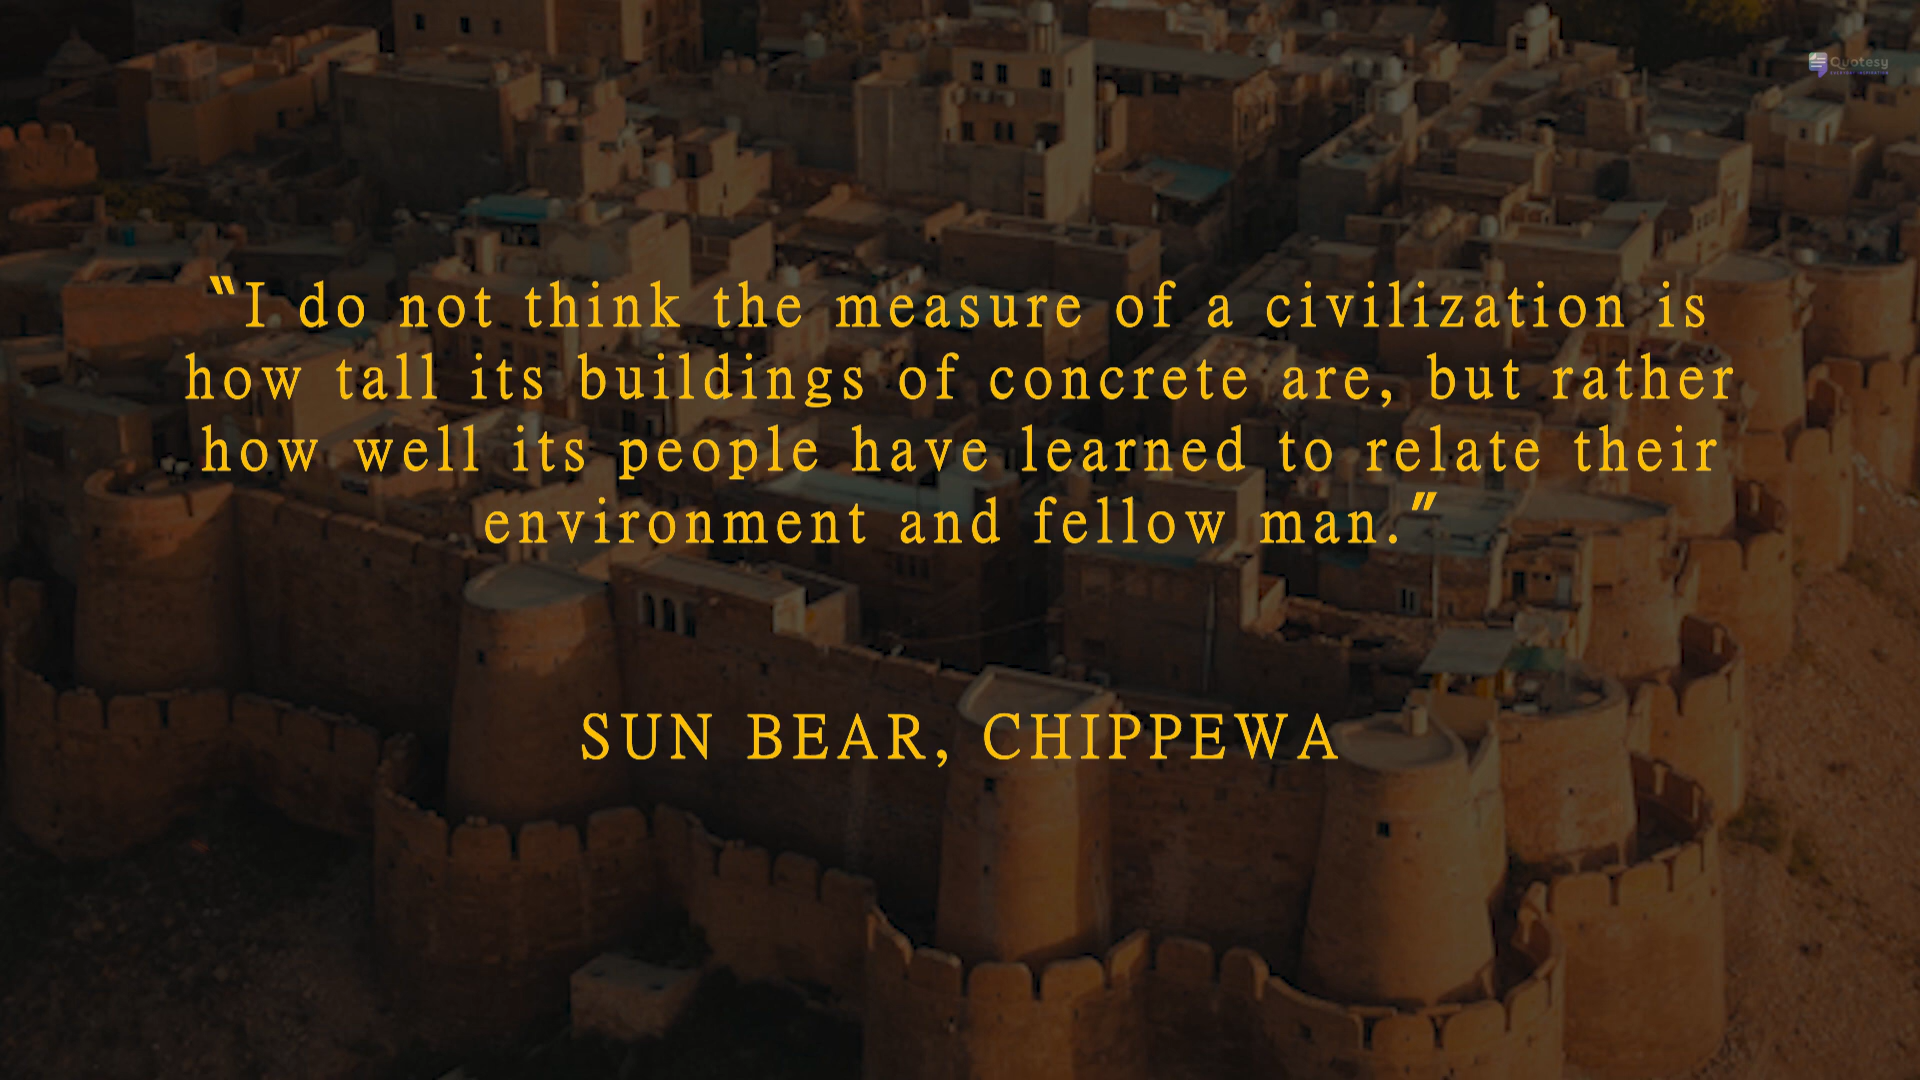 Quotesy
"I do not think the measure of a civilization is
how tall its buildings of concrete are, but rather
how well its people have learned to relate their
environment and fellow man."
SUN BEAR, CHIPPEWA